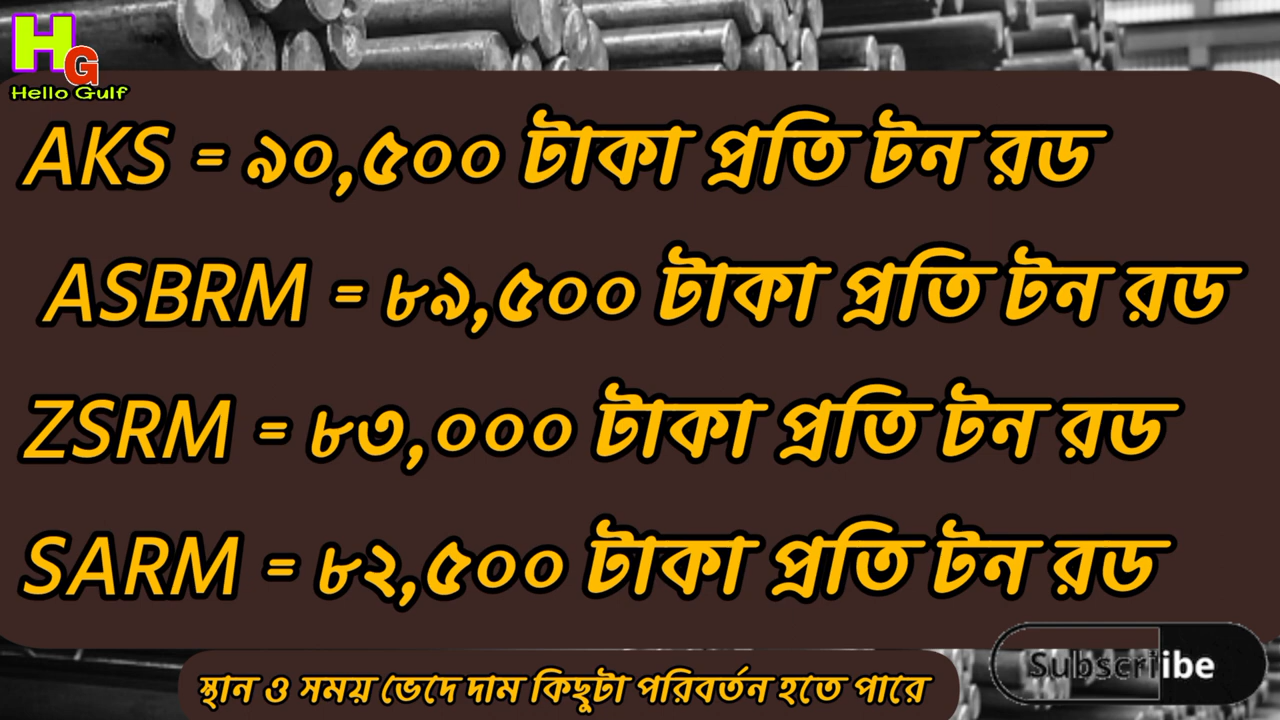 HG
Hello Gulf
AKS = ৯০,৫০০ টাকা প্রতি টন রড
ASBRM = ৮৯,৫০০ টাকা প্রতি টন রড
ZSRM = ৮৩,০০০ টাকা প্রতি টন রড
SARM = ৮২,৫০০ টাকা প্রতি টন রড
স্থান ও সময় ভেদে দাম কিছুটা পরিবর্তন হতে পারে
Subscribe